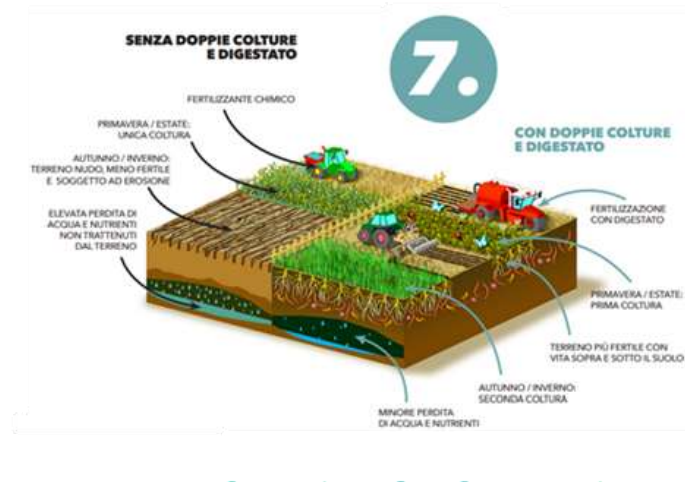 SENZA DOPPIE COLTURE
E DIGESTATO
7.
FERTILIZZANTE CHIMICO
PRIMAVERA / ESTATE:
UNICA COLTURA
AUTUNNO / INVERNO:
TERRENO NUDO, MENO FERTILE
E SOGGETTO AD EROSIONE
ELEVATA PERDITA DI
ACQUA E NUTRIENTI
NON TRATTENUTI
DAL TERRENO
CON DOPPIE COLTURE
E DIGESTATO
FERTILIZZAZIONE
CON DIGESTATO
PRIMAVERA / ESTATE:
PRIMA COLTURA
TERRENO PIÙ FERTILE CON
VITA SOPRA E SOTTO IL SUOLO
AUTUNNO / INVERNO:
SECONDA COLTURA
MINORE PERDITA
DI ACQUA E NUTRIENTI